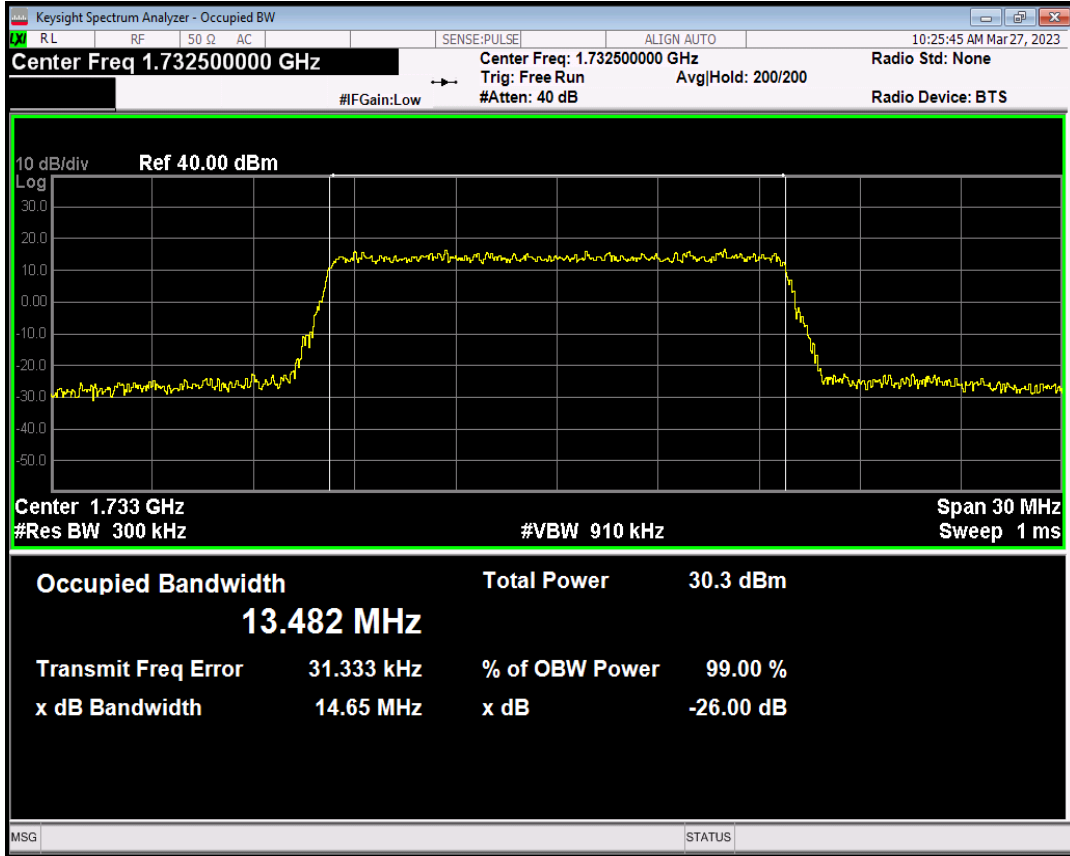 Keysight Spectrum Analyzer - Occupied BW
LXI RL RF 50 Ω AC SENSE:PULSE ALIGN AUTO 10:25:45 AM Mar 27, 2023
Center Freq 1.732500000 GHz
Center Freq: 1.732500000 GHz
Radio Std: None
Trig: Free Run Avg|Hold: 200/200
#IFGain:Low #Atten: 40 dB Radio Device: BTS
10 dB/div Ref 40.00 dBm
Log
30.0
20.0
10.0
0.00
-10.0
-20.0
-30.0
-40.0
-50.0
Center 1.733 GHz Span 30 MHz
#Res BW 300 kHz #VBW 910 kHz Sweep 1 ms
Occupied Bandwidth Total Power 30.3 dBm
13.482 MHz
Transmit Freq Error 31.333 kHz % of OBW Power 99.00 %
x dB Bandwidth 14.65 MHz x dB -26.00 dB
MSG STATUS